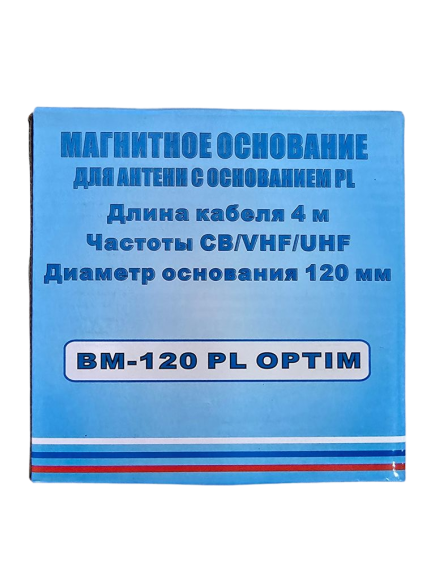 МАГНИТНОЕ ОСНОВАНИЕ
ДЛЯ АНТЕНН С ОСНОВАНИЕМ PL
Длина кабеля 4 м
Частоты CB/VHF/UHF
Диаметр основания 120 мм
BM-120 PL OPTIM